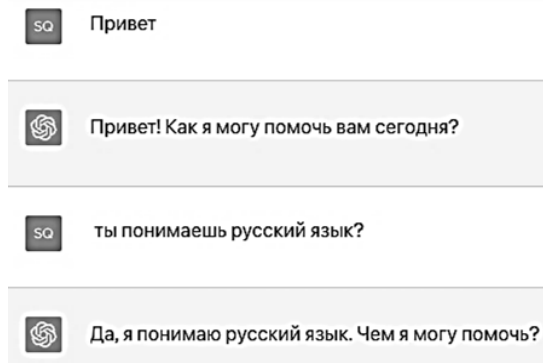 SQ Привет
Привет! Как я могу помочь вам сегодня?
SQ ты понимаешь русский язык?
Да, я понимаю русский язык. Чем я могу помочь?